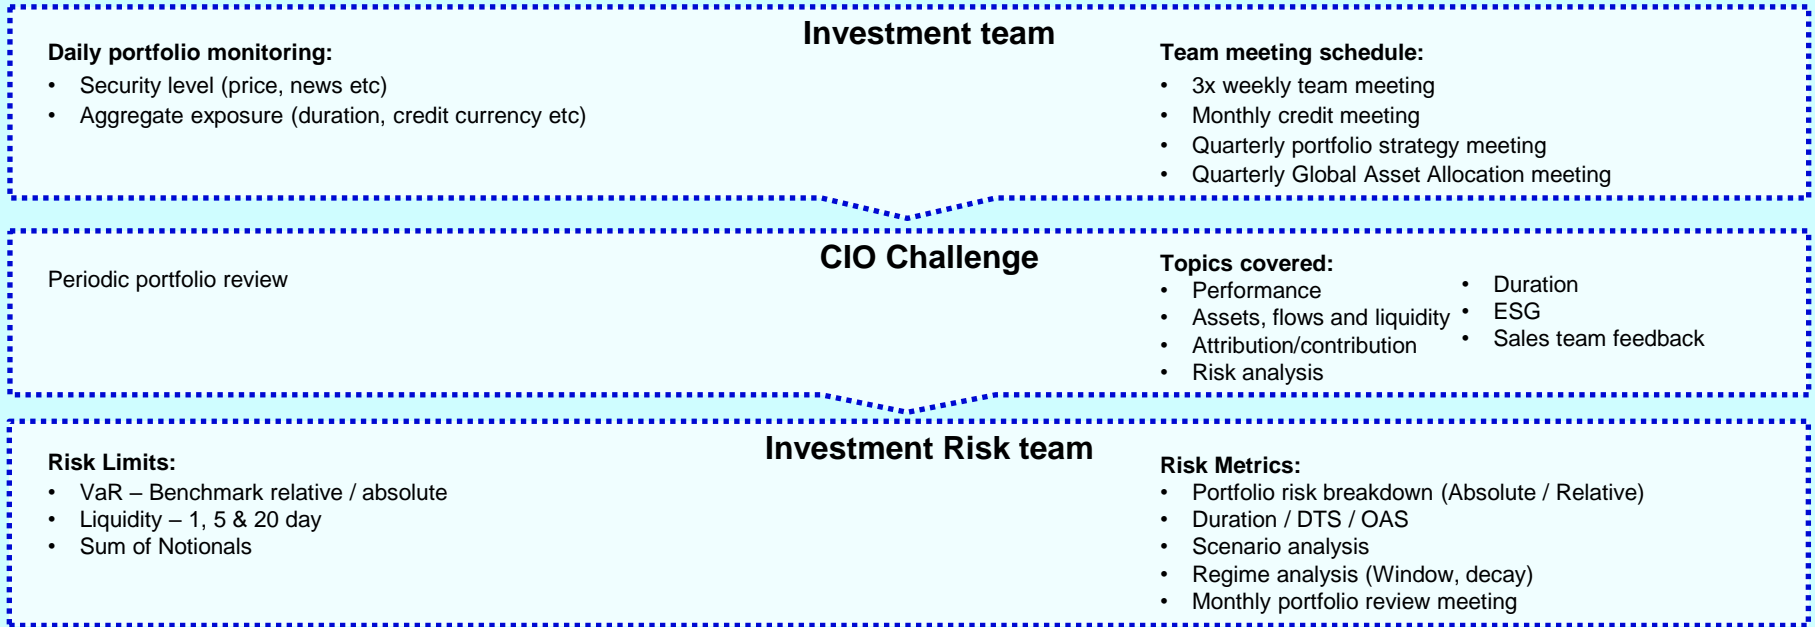 Investment team
Daily portfolio monitoring:
• Security level (price, news etc)
• Aggregate exposure (duration, credit currency etc)
Team meeting schedule:
• 3x weekly team meeting
• Monthly credit meeting
• Quarterly portfolio strategy meeting
• Quarterly Global Asset Allocation meeting
CIO Challenge
Periodic portfolio review
Topics covered:
• Performance
• Assets, flows and liquidity
• Attribution/contribution
• Risk analysis
• Duration
• ESG
• Sales team feedback
Investment Risk team
Risk Limits:
• VaR – Benchmark relative / absolute
• Liquidity – 1, 5 & 20 day
• Sum of Notionals
Risk Metrics:
• Portfolio risk breakdown (Absolute / Relative)
• Duration / DTS / OAS
• Scenario analysis
• Regime analysis (Window, decay)
• Monthly portfolio review meeting